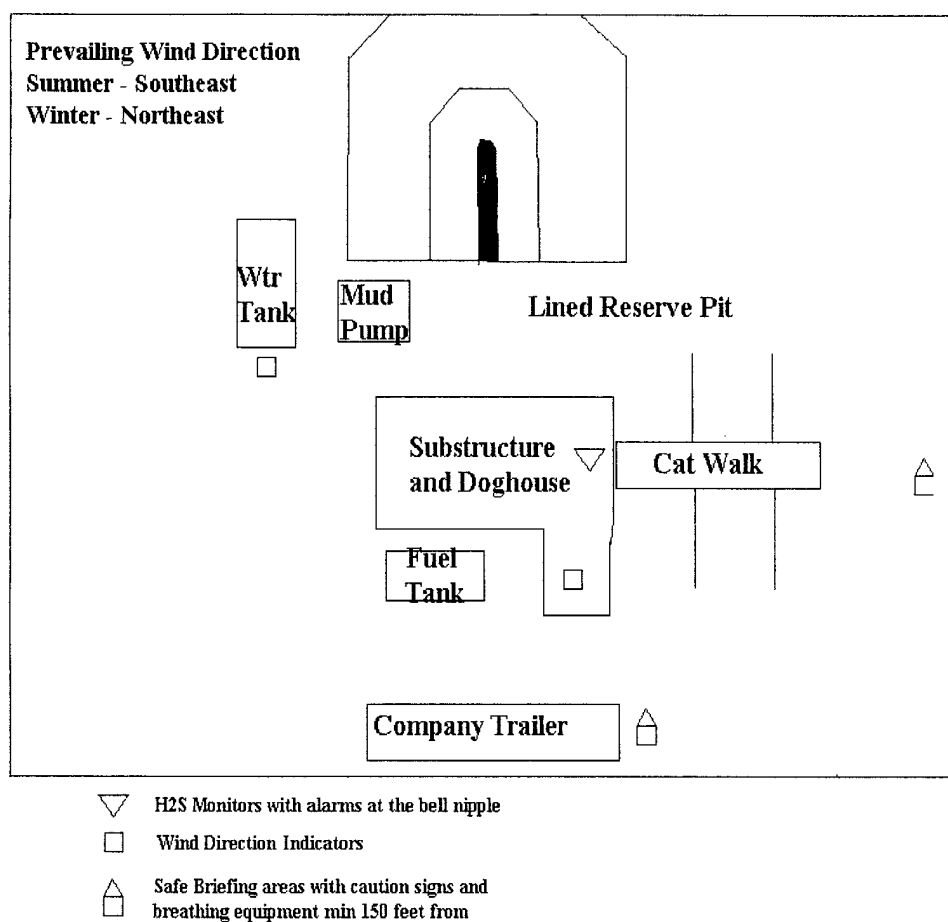 Prevailing Wind Direction
Summer - Southeast
Winter - Northeast
Wtr
Tank
Mud
Pump
Lined Reserve Pit
Substructure
and Doghouse
Cat Walk
Fuel
Tank
Company Trailer
H2S Monitors with alarms at the bell nipple
Wind Direction Indicators
Safe Briefing areas with caution signs and
breathing equipment min 150 feet from